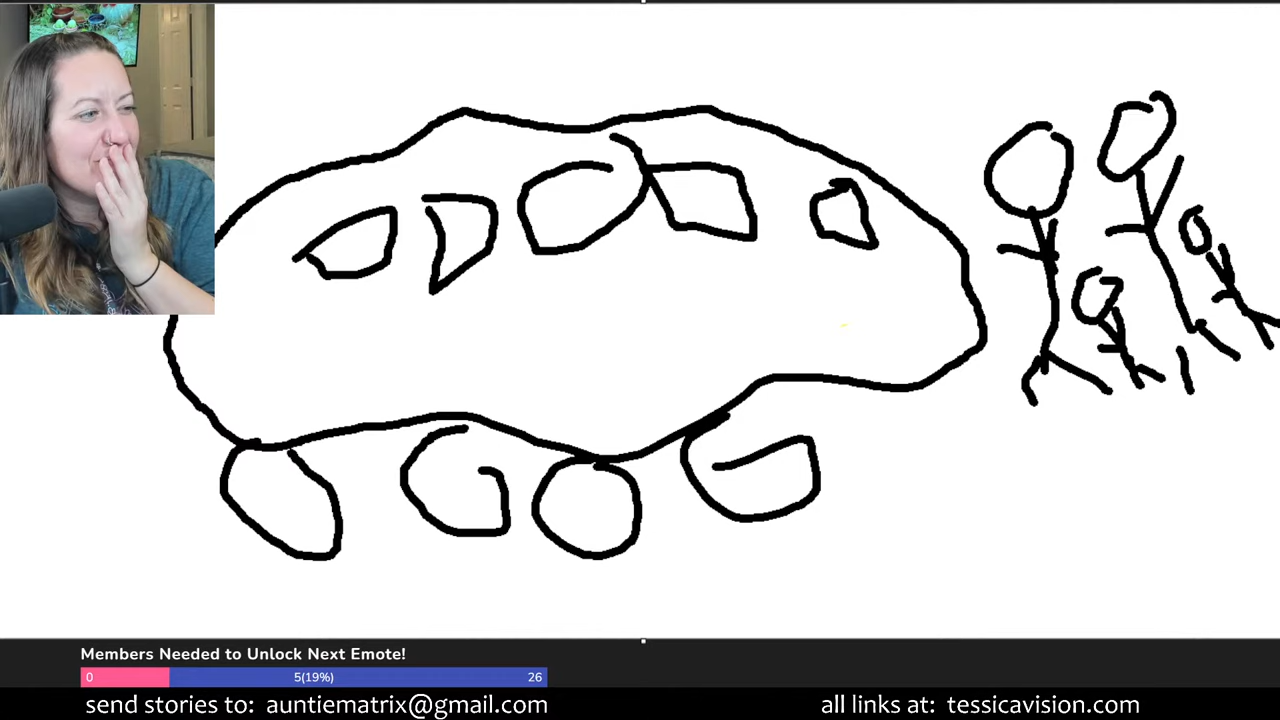 Members Needed to Unlock Next Emote!
0 5(19%) 26
send stories to: auntiematrix@gmail.com all links at: tessicavision.com